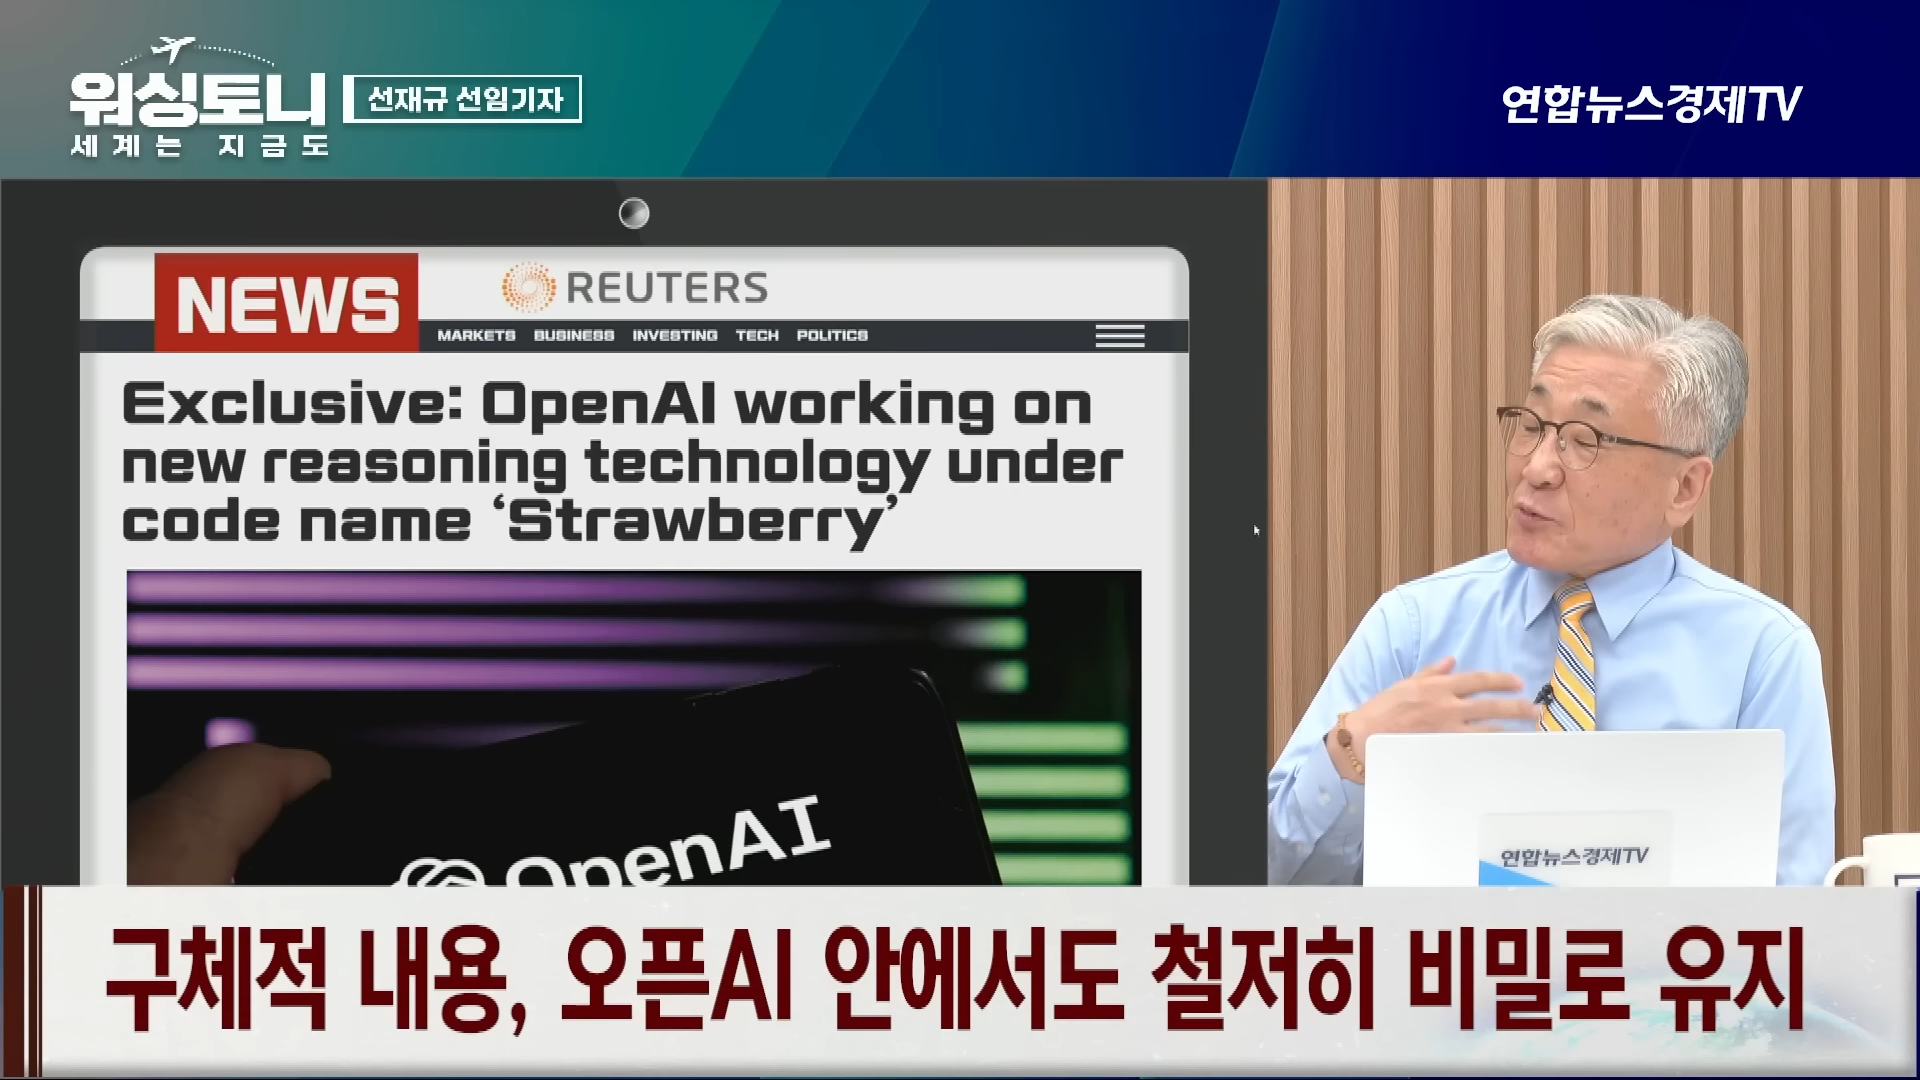 워싱토니
세계는 지금도
선재규 선임기자
연합뉴스경제TV
NEWS
REUTERS
MARKETS BUSINESS INVESTING TECH POLITICS
Exclusive: OpenAI working on
new reasoning technology under
code name ‘Strawberry’
OpenAI
연합뉴스경제TV
구체적 내용, 오픈AI 안에서도 철저히 비밀로 유지